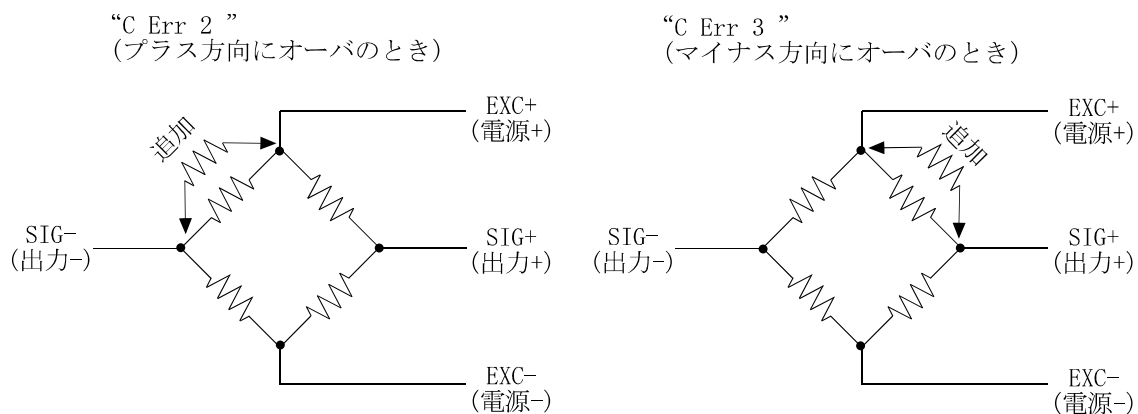 “C Err 2 ”
(プラス方向にオーバのとき)
EXC+
(電源+)
追加
SIG−
(出力−)
SIG+
(出力+)
EXC−
(電源−)
“C Err 3 ”
(マイナス方向にオーバのとき)
EXC+
(電源+)
追加
SIG−
(出力−)
SIG+
(出力+)
EXC−
(電源−)